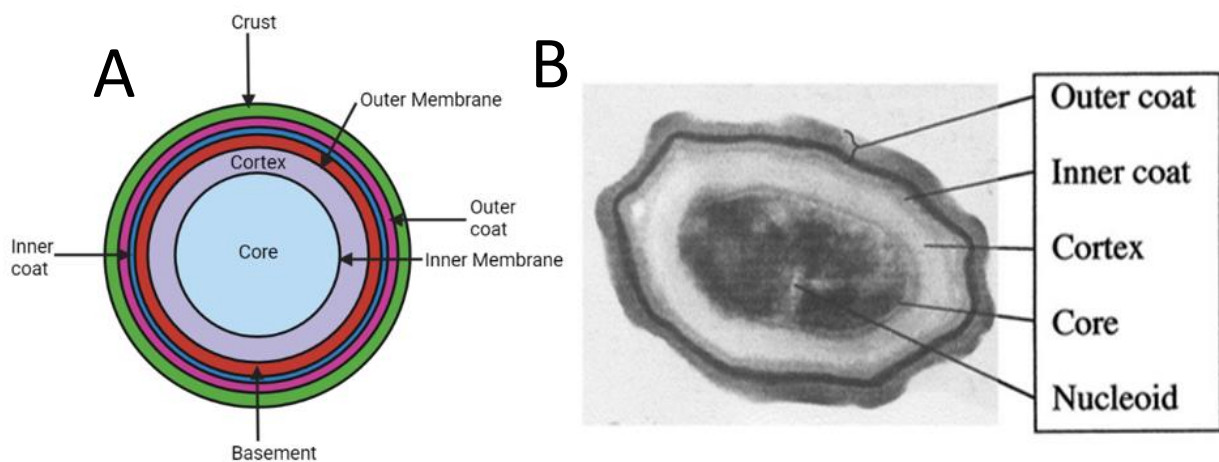 A
Crust
Outer Membrane
Cortex
Outer
coat
Core
Inner
coat
Inner Membrane
Basement
B
Outer coat
Inner coat
Cortex
Core
Nucleoid